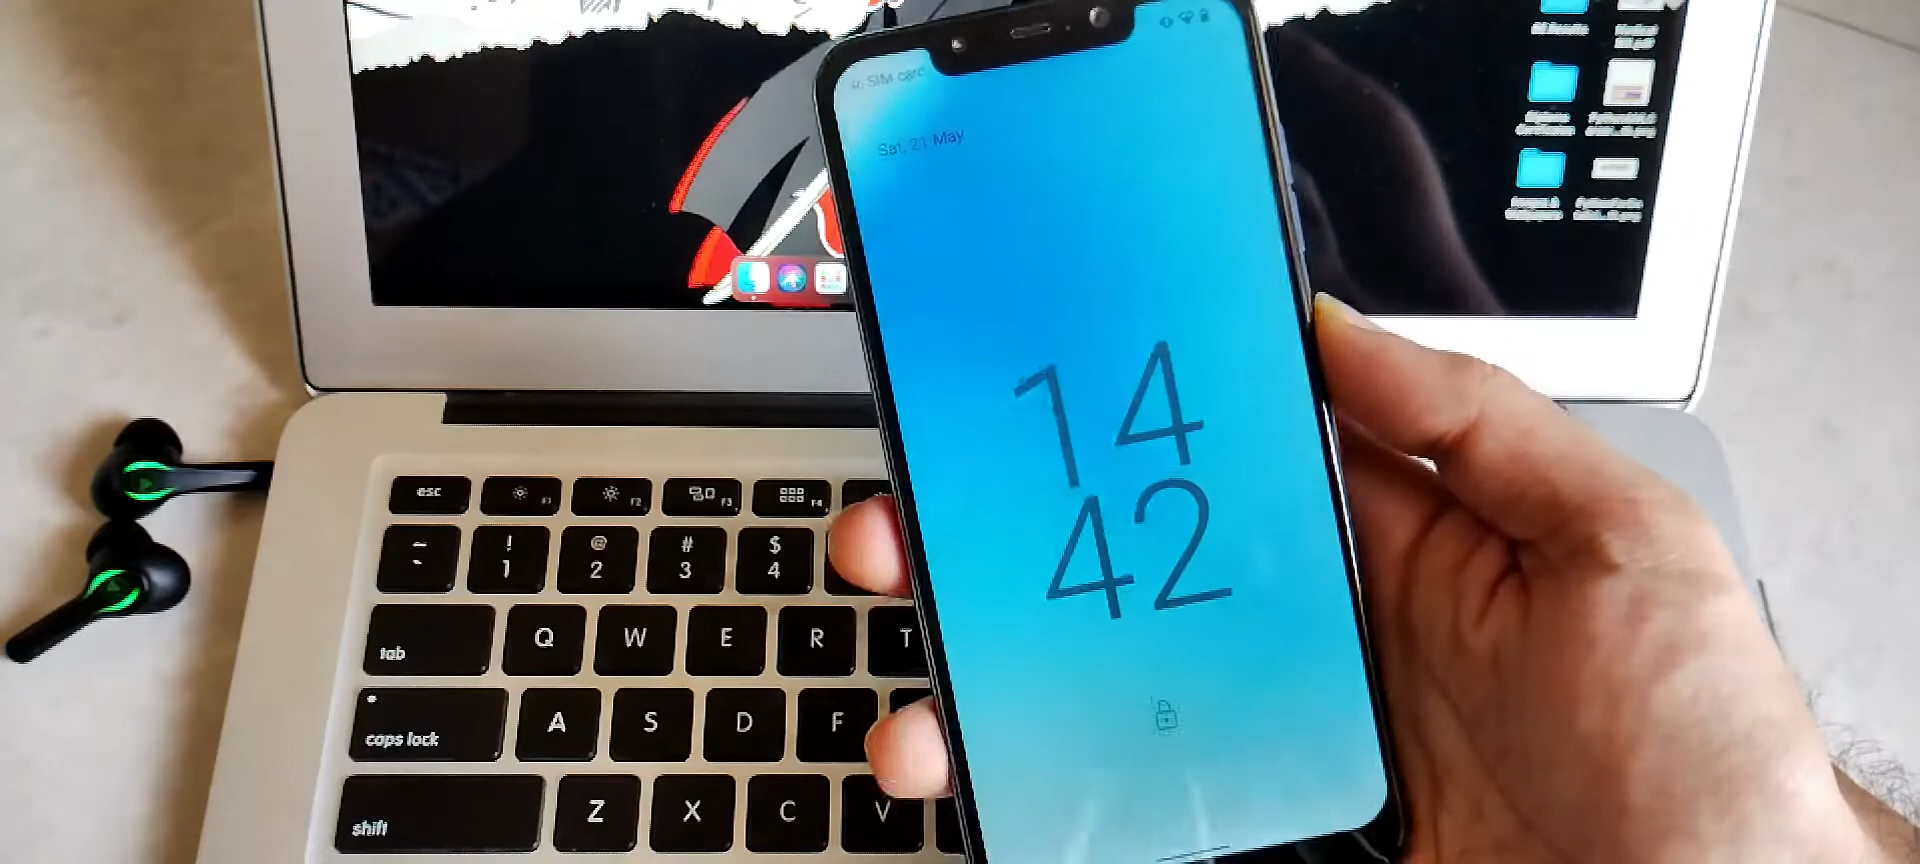 SIM card
Sat, 21 May
14
42
esc
F1
F2
F3
F4
~
`
!
1
@
2
#
3
$
4
tab
Q
W
E
R
T
caps lock
A
S
D
F
shift
Z
X
C
V